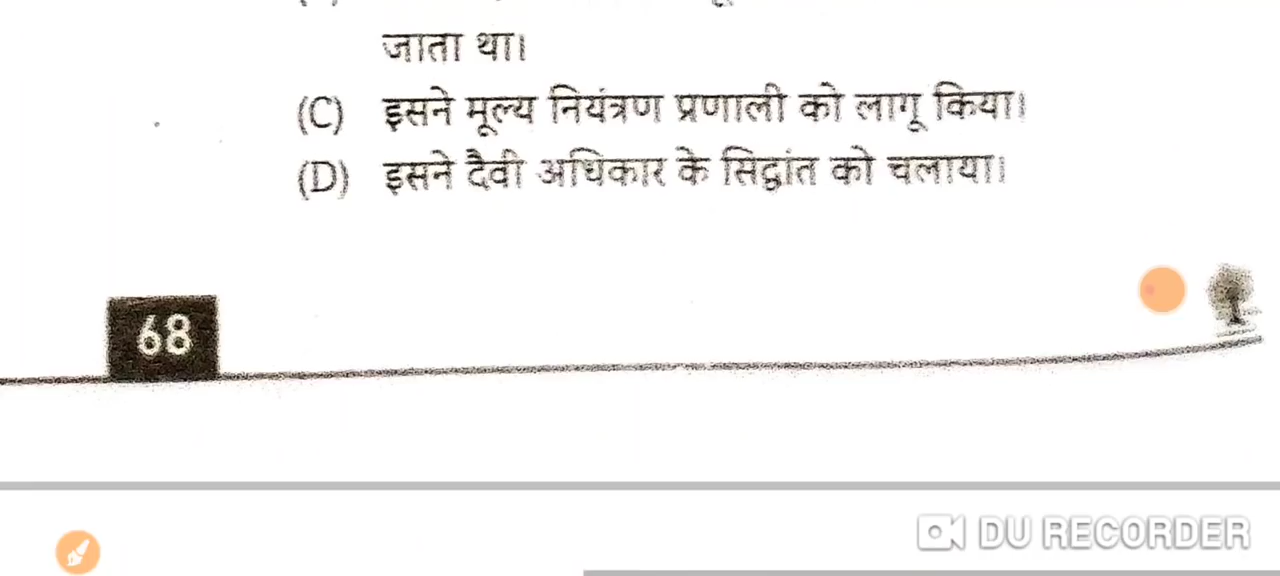 जाता था।
(C) इसने मूल्य नियंत्रण प्रणाली को लागू किया।
(D) इसने दैवी अधिकार के सिद्धांत को चलाया।
68
DU RECORDER